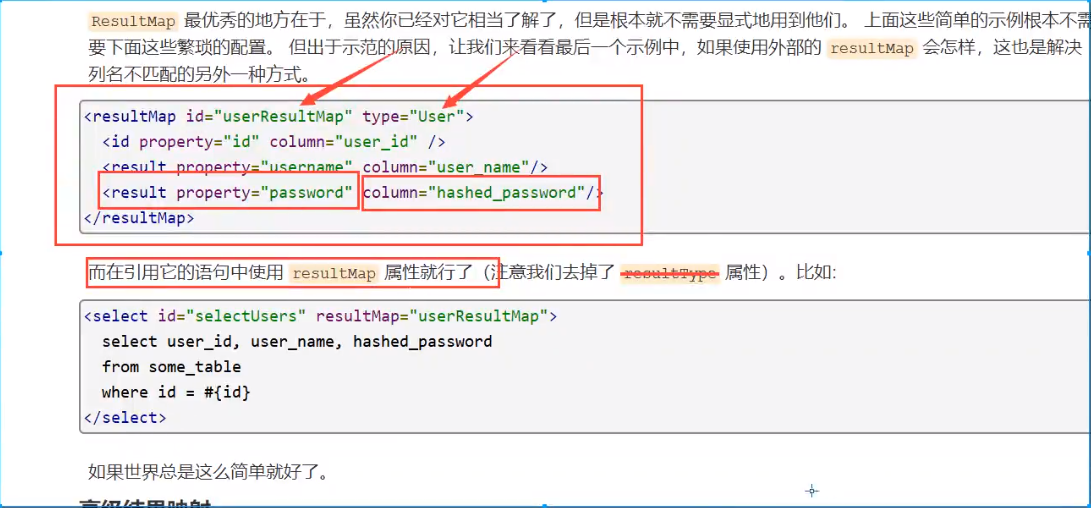 ResultMap 最优秀的地方在于，虽然你已经对它相当了解了，但是根本就不需要显式地用到他们。 上面这些简单的示例根本不需
要下面这些繁琐的配置。 但出于示范的原因，让我们来看看最后一个示例中，如果使用外部的 resultMap 会怎样，这也是解决
列名不匹配的另外一种方式。
<resultMap id="userResultMap" type="User">
<id property="id" column="user_id" />
<result property="username" column="user_name"/>
<result property="password" column="hashed_password"/>
</resultMap>
而在引用它的语句中使用 resultMap 属性就行了（注意我们去掉了 resultType 属性）。比如:
<select id="selectUsers" resultMap="userResultMap">
select user_id, user_name, hashed_password
from some_table
where id = #{id}
</select>
如果世界总是这么简单就好了。
高级结果映射